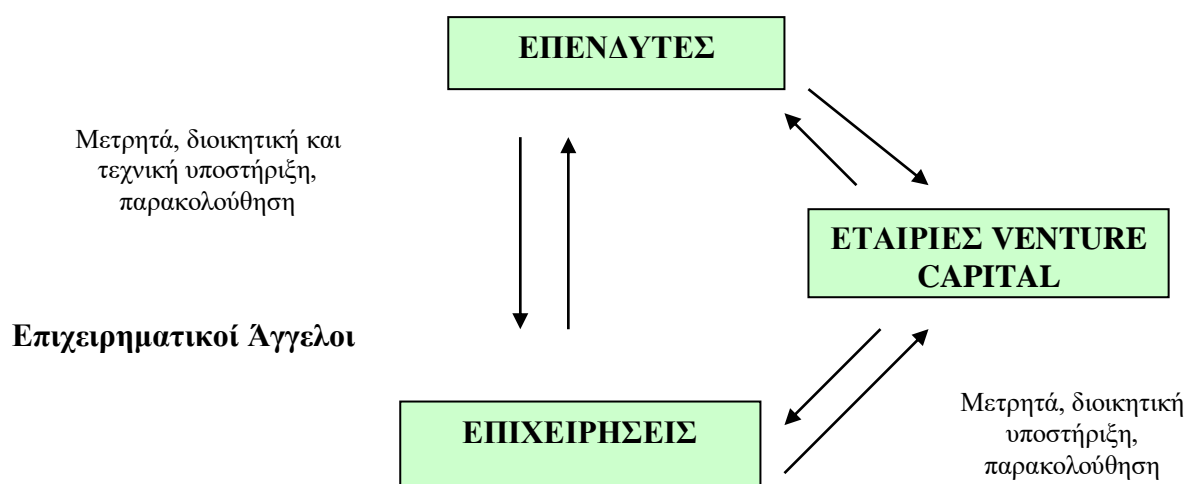 ΕΠΕΝΔΥΤΕΣ
Μετρητά, διοικητική και
τεχνική υποστήριξη,
παρακολούθηση
ΕΤΑΙΡΙΕΣ VENTURE
CAPITAL
Επιχειρηματικοί Άγγελοι
ΕΠΙΧΕΙΡΗΣΕΙΣ
Μετρητά, διοικητική
υποστήριξη,
παρακολούθηση